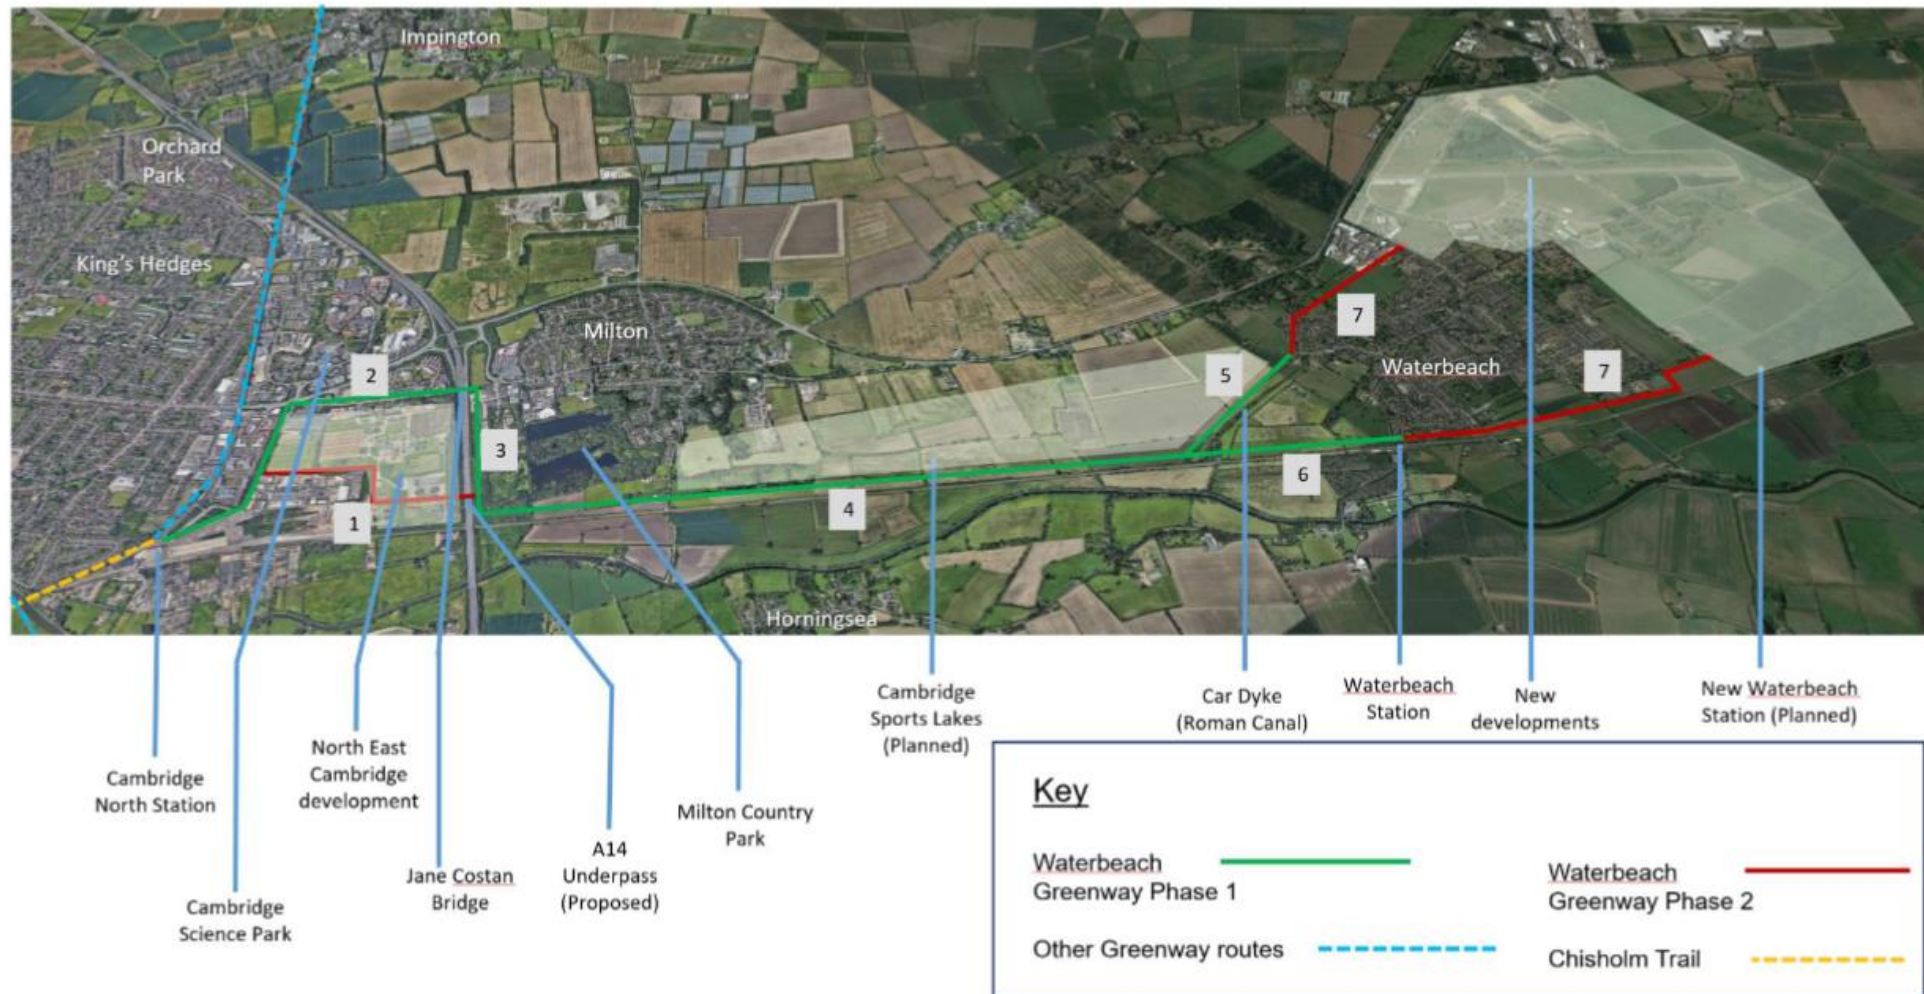 Impington
Orchard
Park
King's Hedges
Milton
Waterbeach
Horningsea
1
2
3
4
5
6
7
7
Cambridge
North Station
Cambridge
Science Park
North East
Cambridge
development
Jane Costan
Bridge
A14
Underpass
(Proposed)
Milton Country
Park
Cambridge
Sports Lakes
(Planned)
Car Dyke
(Roman Canal)
Waterbeach
Station
New
developments
New Waterbeach
Station (Planned)
Key
Waterbeach
Greenway Phase 1
Waterbeach
Greenway Phase 2
Other Greenway routes
Chisholm Trail